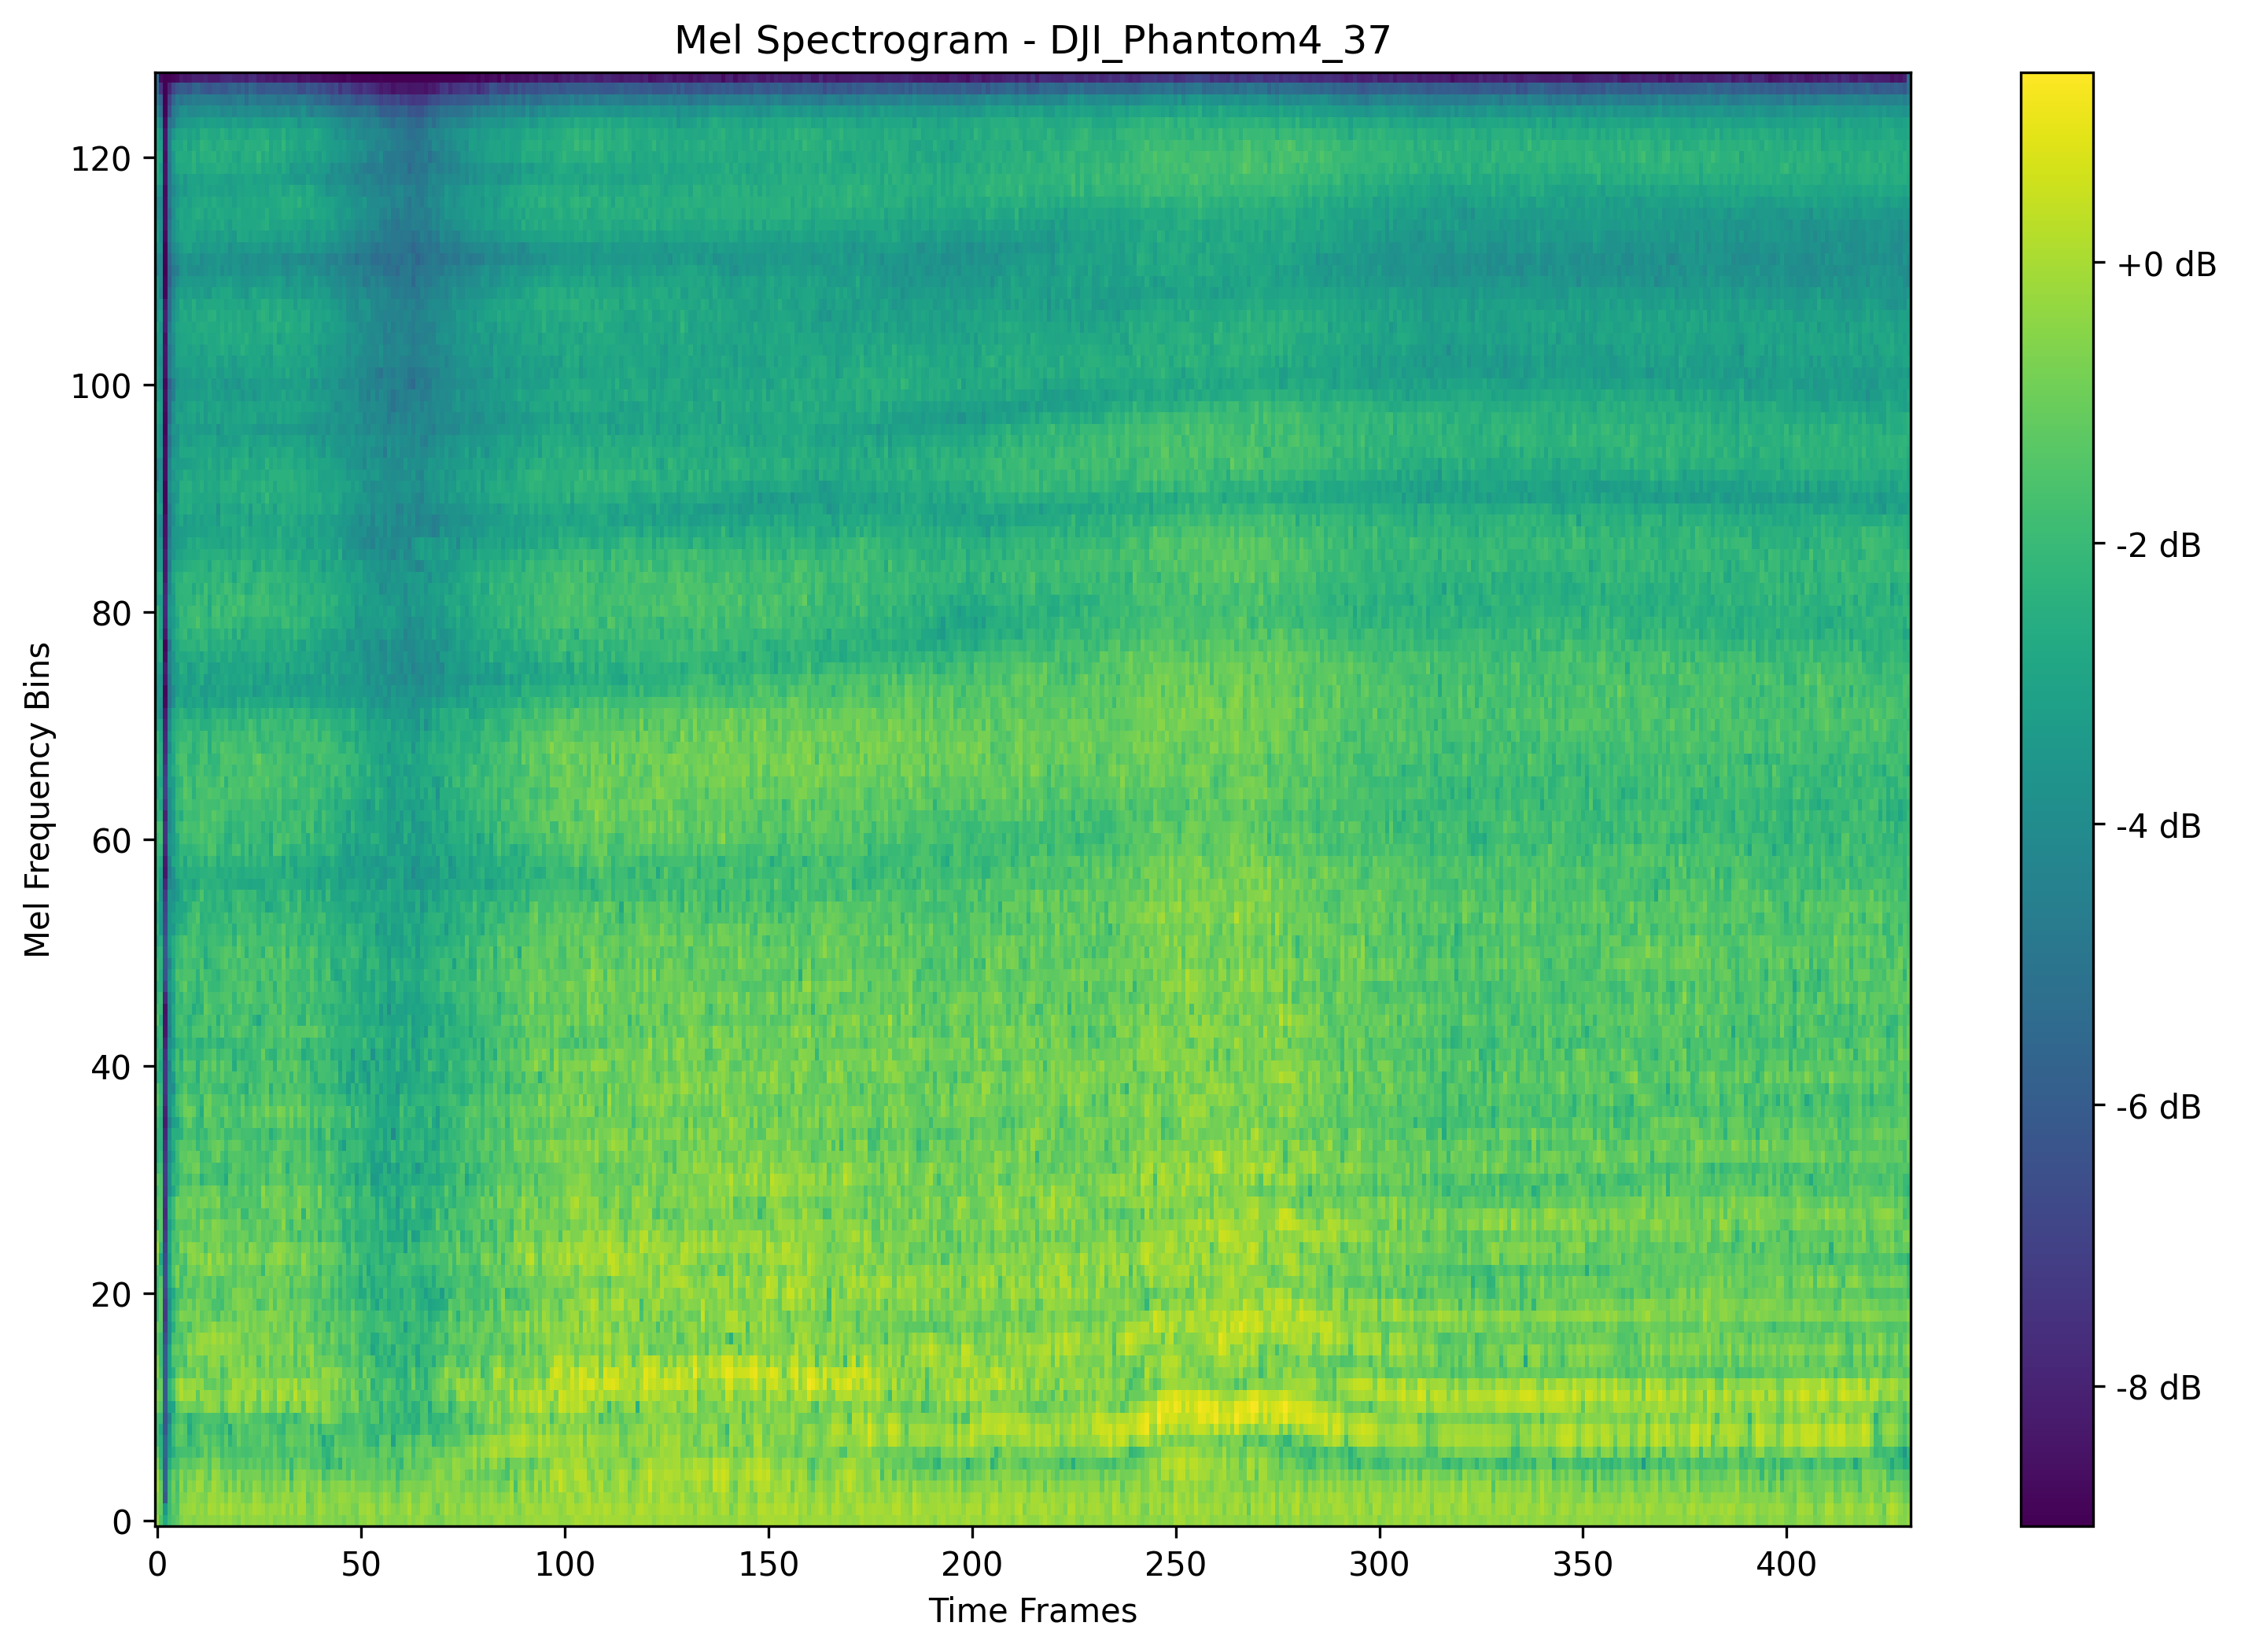 Mel Spectrogram - DJI_Phantom4_37
120
100
80
60
40
20
0
Mel Frequency Bins
0 50 100 150 200 250 300 350 400
Time Frames
+0 dB
-2 dB
-4 dB
-6 dB
-8 dB